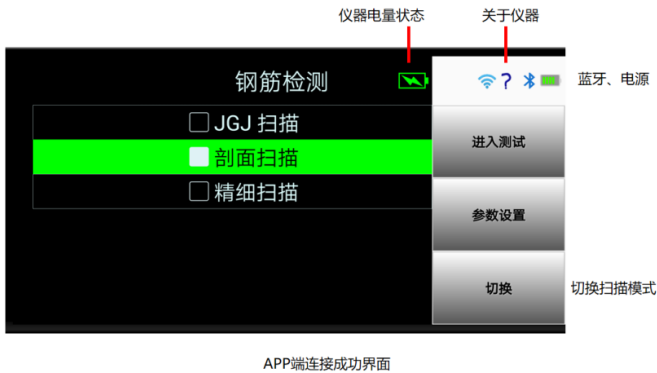 仪器电量状态
关于仪器
钢筋检测
?
蓝牙、电源
JGJ 扫描
进入测试
剖面扫描
精细扫描
参数设置
切换
切换扫描模式
APP端连接成功界面